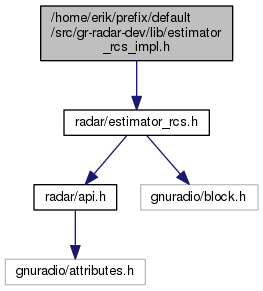 /home/erik/prefix/default
/src/gr-radar-dev/lib/estimator
_rcs_impl.h
radar/estimator_rcs.h
radar/api.h
gnuradio/block.h
gnuradio/attributes.h